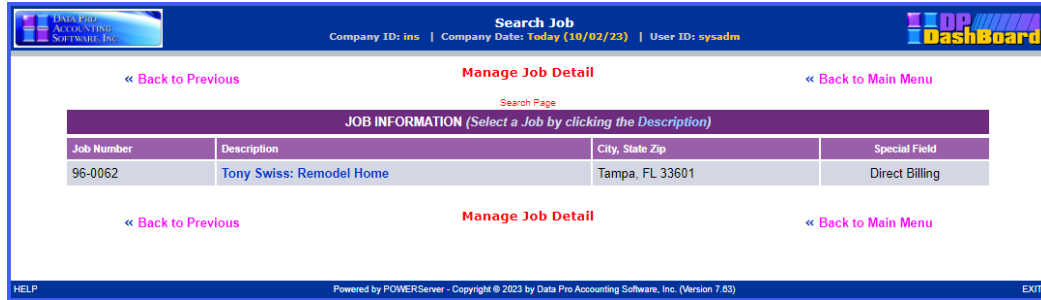 DATA PRO
ACCOUNTING
SOFTWARE, INC.
Search Job
Company ID: ins | Company Date: Today (10/02/23) | User ID: sysadm
DP
DashBoard
« Back to Previous
Manage Job Detail
« Back to Main Menu
Search Page
JOB INFORMATION (Select a Job by clicking the Description)
Job Number Description City, State Zip Special Field
96-0062 Tony Swiss: Remodel Home Tampa, FL 33601 Direct Billing
« Back to Previous
Manage Job Detail
« Back to Main Menu
HELP Powered by POWERServer - Copyright © 2023 by Data Pro Accounting Software, Inc. (Version 7.63) EXIT